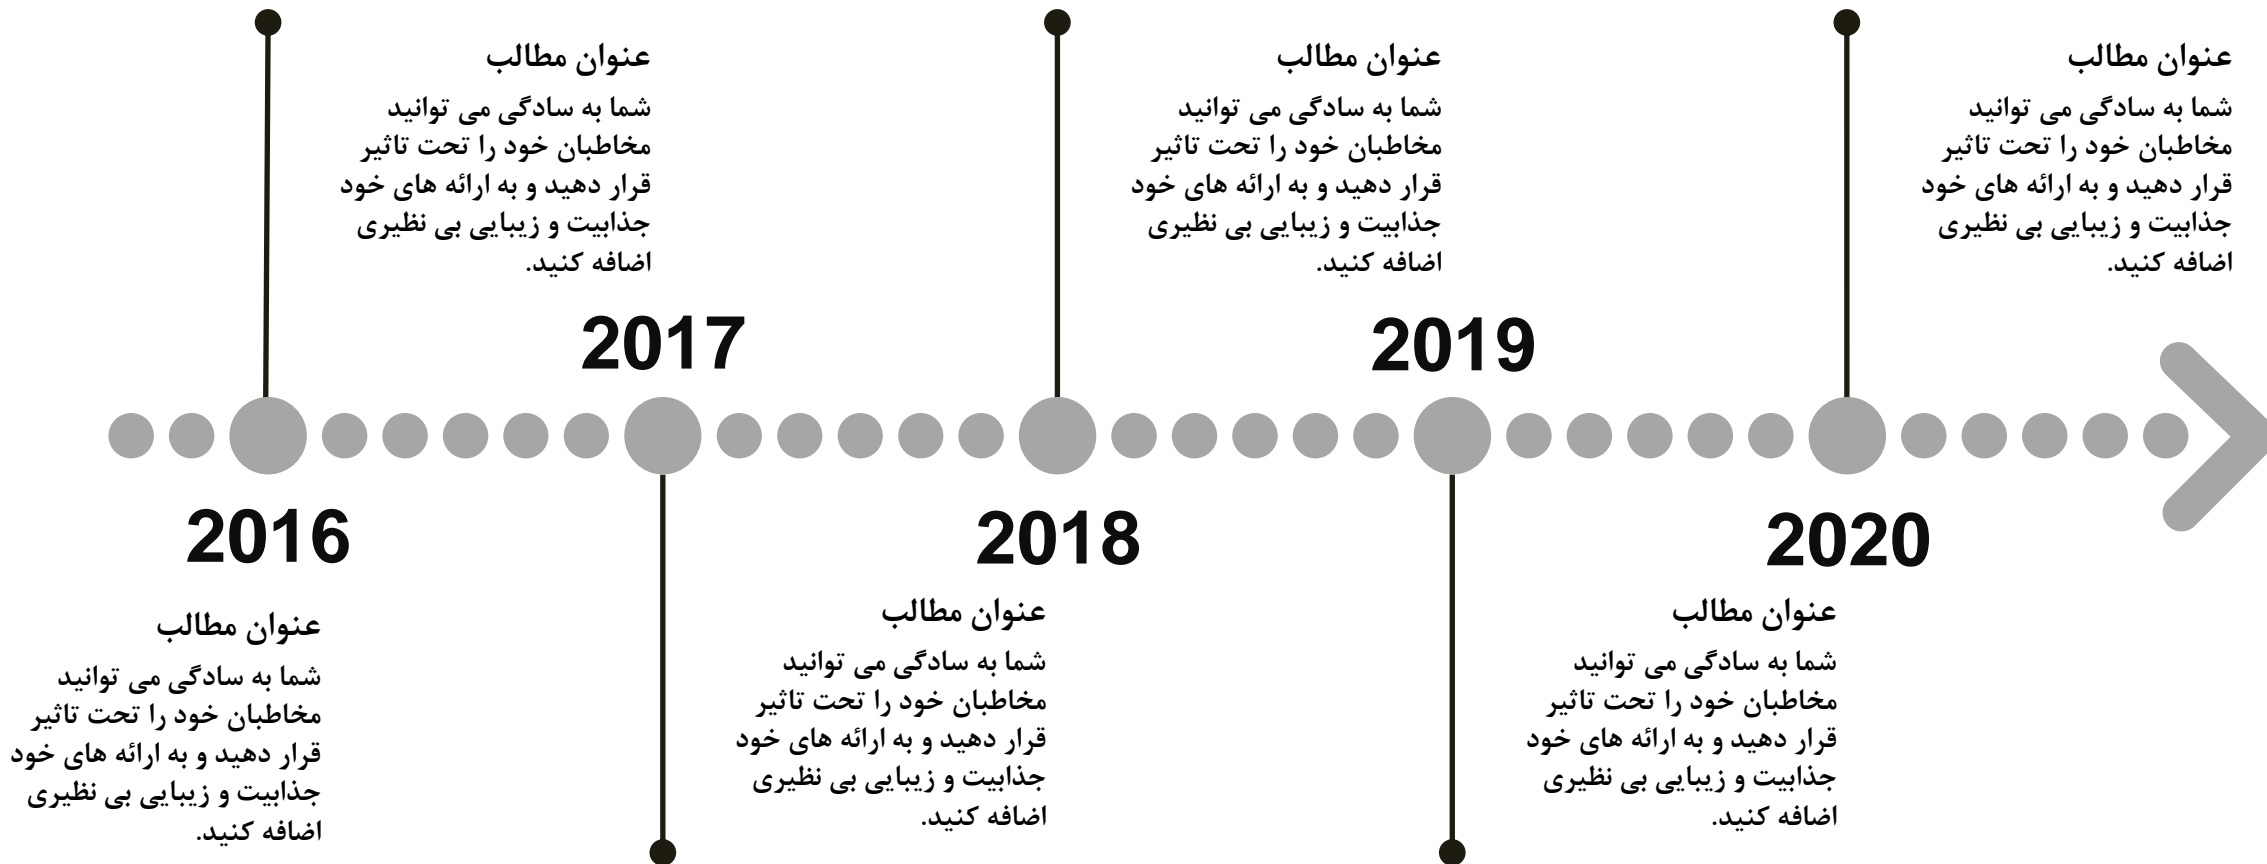 عنوان مطالب
شما به سادگی می توانید
مخاطبان خود را تحت تاثیر
قرار دهید و به ارائه های خود
جذابیت و زیبایی بی نظیری
اضافه کنید.
عنوان مطالب
شما به سادگی می توانید
مخاطبان خود را تحت تاثیر
قرار دهید و به ارائه های خود
جذابیت و زیبایی بی نظیری
اضافه کنید.
عنوان مطالب
شما به سادگی می توانید
مخاطبان خود را تحت تاثیر
قرار دهید و به ارائه های خود
جذابیت و زیبایی بی نظیری
اضافه کنید.
2017
2019
2016
2018
2020
عنوان مطالب
شما به سادگی می توانید
مخاطبان خود را تحت تاثیر
قرار دهید و به ارائه های خود
جذابیت و زیبایی بی نظیری
اضافه کنید.
عنوان مطالب
شما به سادگی می توانید
مخاطبان خود را تحت تاثیر
قرار دهید و به ارائه های خود
جذابیت و زیبایی بی نظیری
اضافه کنید.
عنوان مطالب
شما به سادگی می توانید
مخاطبان خود را تحت تاثیر
قرار دهید و به ارائه های خود
جذابیت و زیبایی بی نظیری
اضافه کنید.